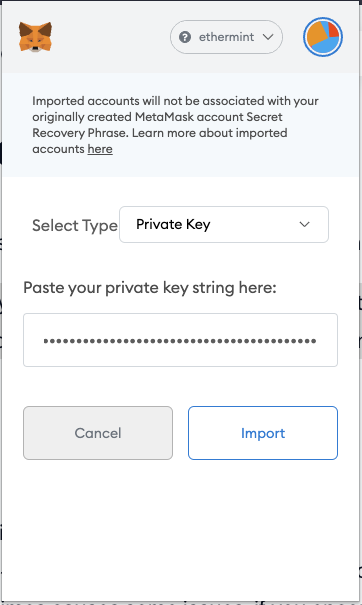 ethermint
Imported accounts will not be associated with your
originally created MetaMask account Secret
Recovery Phrase. Learn more about imported
accounts here
Select Type
Private Key
Paste your private key string here:
Cancel
Import